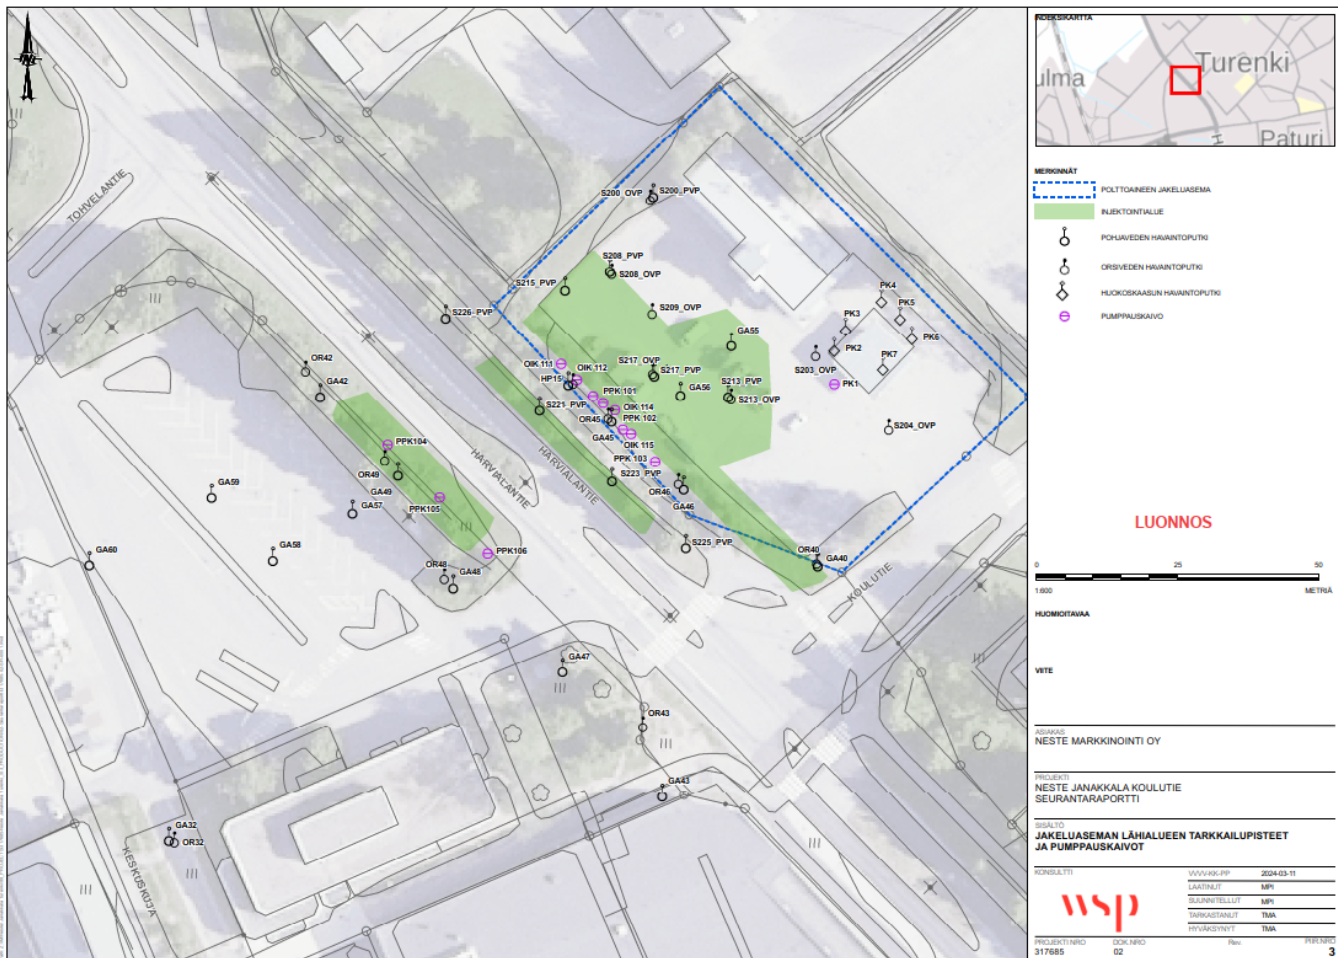 N
TOHVELANTIE
S200_OVP
S200_PVP
S208_PVP
S208_OVP
S215_PVP
S226_PVP
S209_OVP
PK4
PK5
PK3
PK6
PK2
PK7
GA55
OR42
GA42
OIK 111
OIK 112
HP15
S217_OVP
S217_PVP
S203_OVP
PK1
PPK 101
GA56
S213_PVP
S213_OVP
S221_PVP
OIK 114
OR45
PPK 102
S204_OVP
GA45
OIK 115
PPK104
HARVIALANTIE
HARVIALANTIE
PPK 103
S223_PVP
OR49
GA49
GA59
GA57
PPK105
OR46
GA46
GA60
GA58
PPK106
S225_PVP
OR40
GA40
OR48
GA48
KOULUTIE
GA47
OR43
GA43
GA32
OR32
KESKUSKUJA
INDEKSIKARTTA
Turenki
ulma
Paturi
MERKINNÄT
POLTTOAINEEN JAKELUASEMA
INJEKTOINTIALUE
POHJAVEDEN HAVAINTOPUTKI
ORSIVEDEN HAVAINTOPUTKI
HUOKOSKAASUN HAVAINTOPUTKI
PUMPPAUSKAIVO
LUONNOS
0 25 50
1:600 METRIÄ
HUOMIOITAVAA
VIITE
ASIAKAS
NESTE MARKKINOINTI OY
PROJEKTI
NESTE JANAKKALA KOULUTIE
SEURANTARAPORTTI
SISÄLTÖ
JAKELUASEMAN LÄHIALUEEN TARKKAILUPISTEET
JA PUMPPAUSKAIVOT
KONSULTTI
wsp
VVVV-KK-PP 2024-03-11
LAATINUT MPI
SUUNNITELLUT MPI
TARKASTANUT TMA
HYVÄKSYNYT TMA
PROJEKTI NRO DOK.NRO Rev. PIIR.NRO
317685 02 3